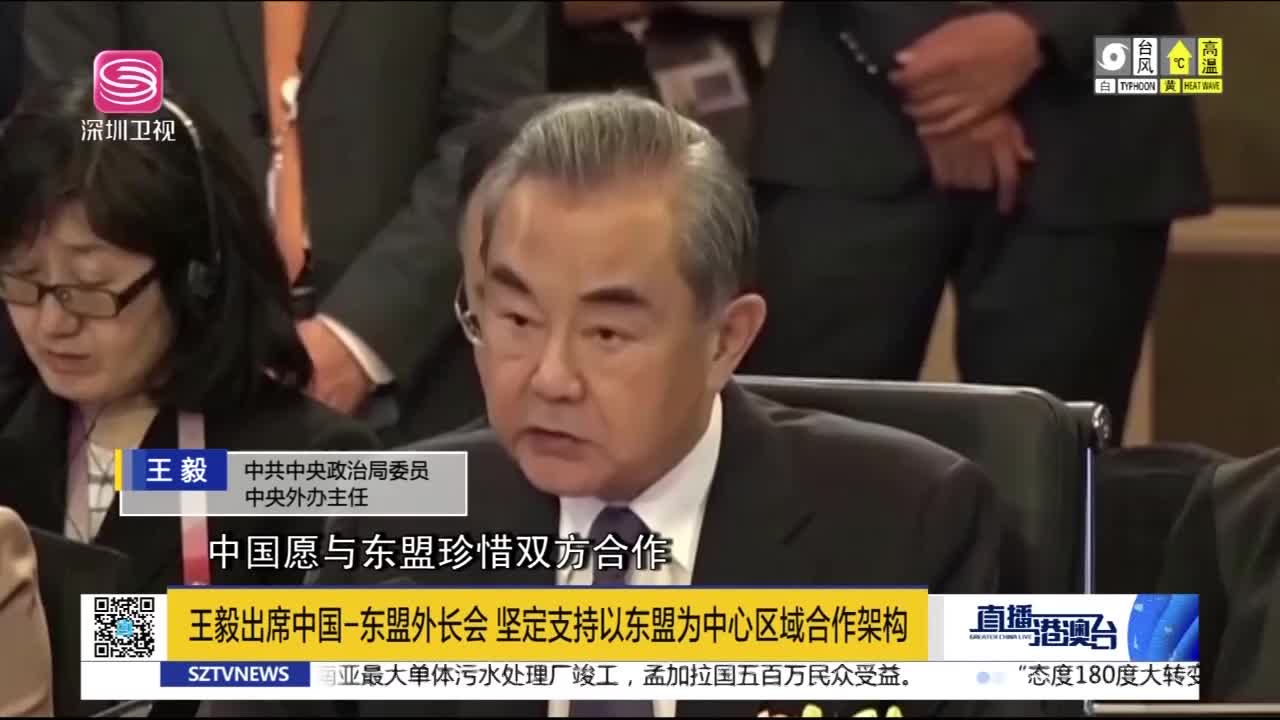 深圳卫视
台风
高温
℃
白 TYPHOON 黄 HEAT WAVE
王毅
中共中央政治局委员
中央外办主任
中国愿与东盟珍惜双方合作
王毅出席中国-东盟外长会 坚定支持以东盟为中心区域合作架构
直播港澳台
GREATER CHINA LIVE
SZTVNEWS
南亚最大单体污水处理厂竣工，孟加拉国五百万民众受益。
“态度180度大转变